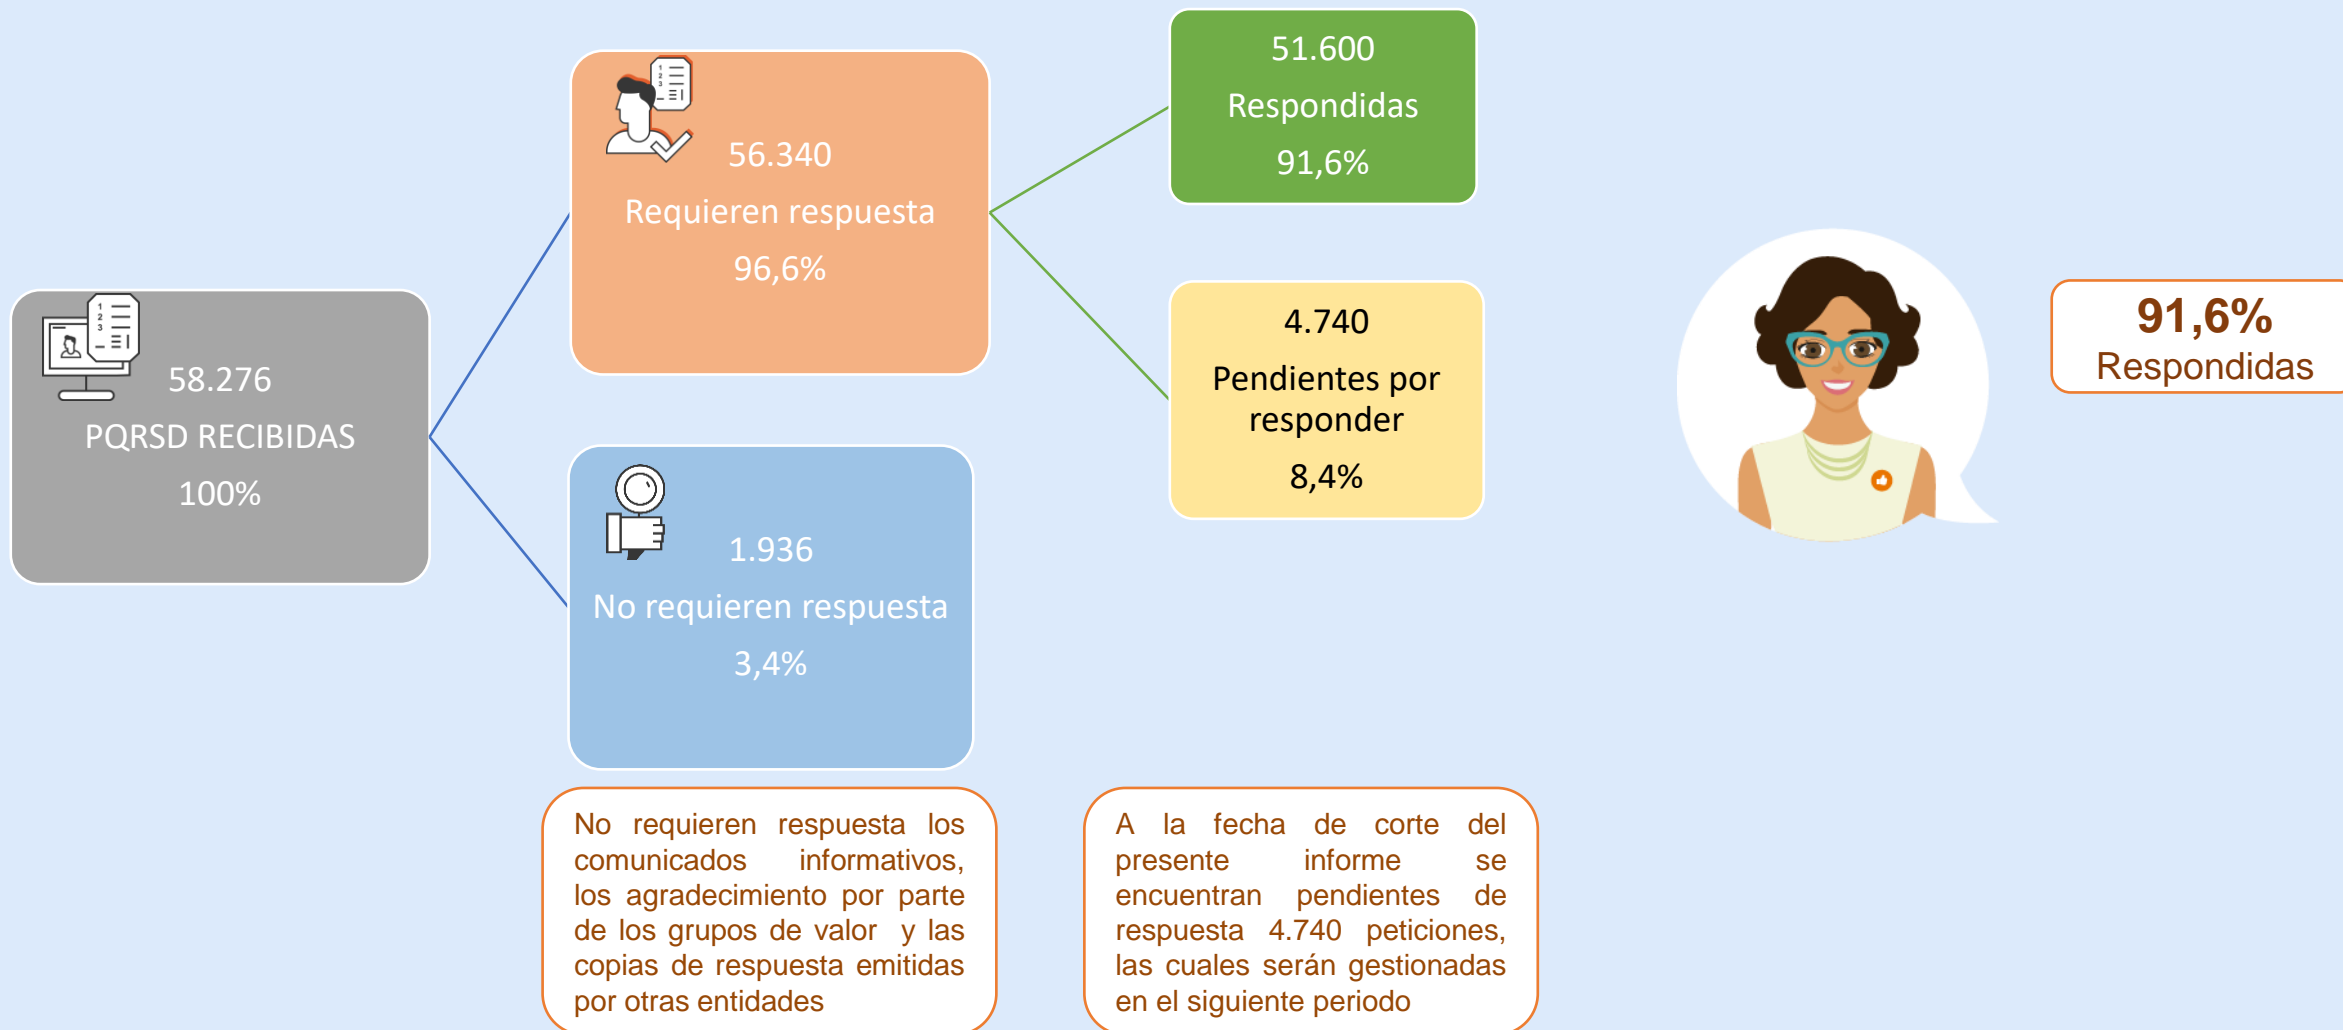 58.276
PQRSD RECIBIDAS
100%
56.340
Requieren respuesta
96,6%
1.936
No requieren respuesta
3,4%
51.600
Respondidas
91,6%
4.740
Pendientes por
responder
8,4%
91,6%
Respondidas
No requieren respuesta los
comunicados informativos,
los agradecimiento por parte
de los grupos de valor y las
copias de respuesta emitidas
por otras entidades
A la fecha de corte del
presente informe se
encuentran pendientes de
respuesta 4.740 peticiones,
las cuales serán gestionadas
en el siguiente periodo